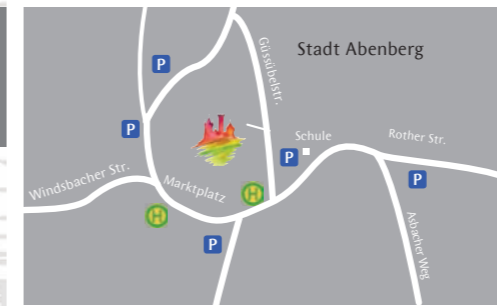 Stadt Abenberg
Güssübelstr.
P
P
Schule
Rother Str.
P
P
Windsbacher Str.
Marktplatz
H
H
P
Asbacher Weg